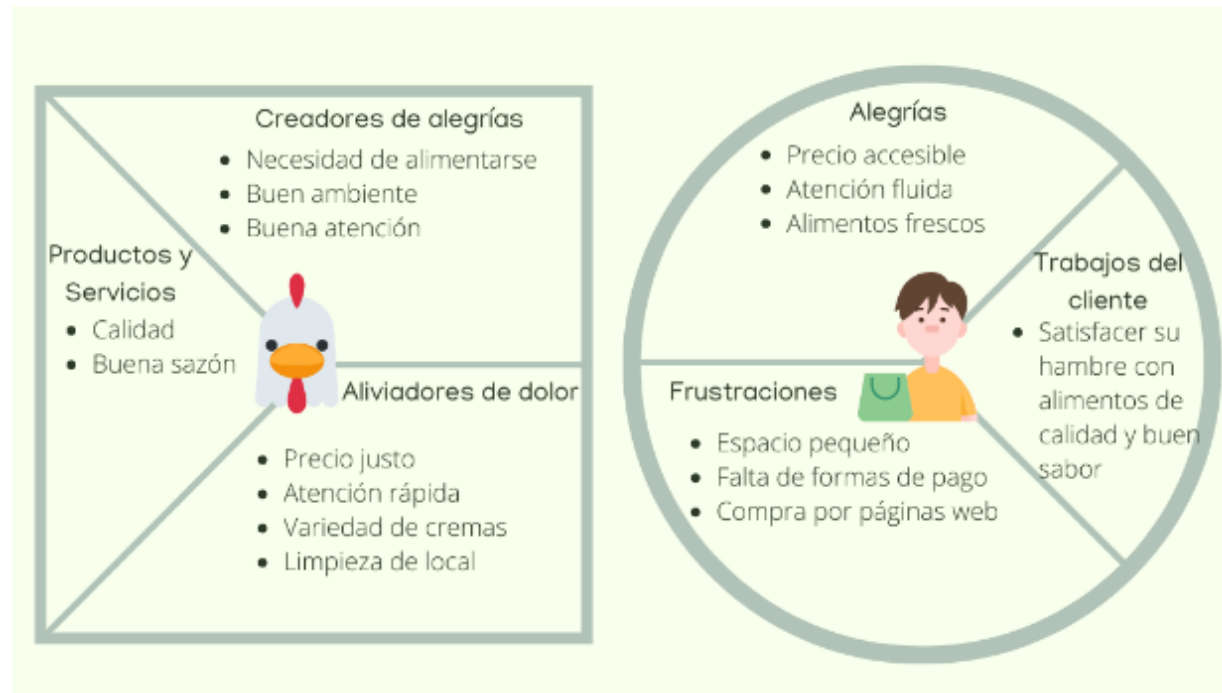 Creadores de alegrías
• Necesidad de alimentarse
• Buen ambiente
• Buena atención
Productos y
Servicios
• Calidad
• Buena sazón
Aliviadores de dolor
• Precio justo
• Atención rápida
• Variedad de cremas
• Limpieza de local
Alegrías
• Precio accesible
• Atención fluida
• Alimentos frescos
Trabajos del
cliente
• Satisfacer su
hambre con
alimentos de
calidad y buen
sabor
Frustraciones
• Espacio pequeño
• Falta de formas de pago
• Compra por páginas web